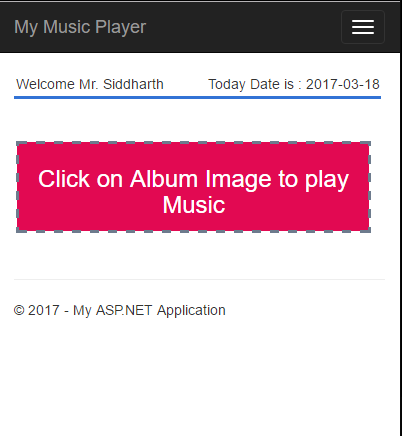 My Music Player
Welcome Mr. Siddharth Today Date is : 2017-03-18
Click on Album Image to play
Music
© 2017 - My ASP.NET Application